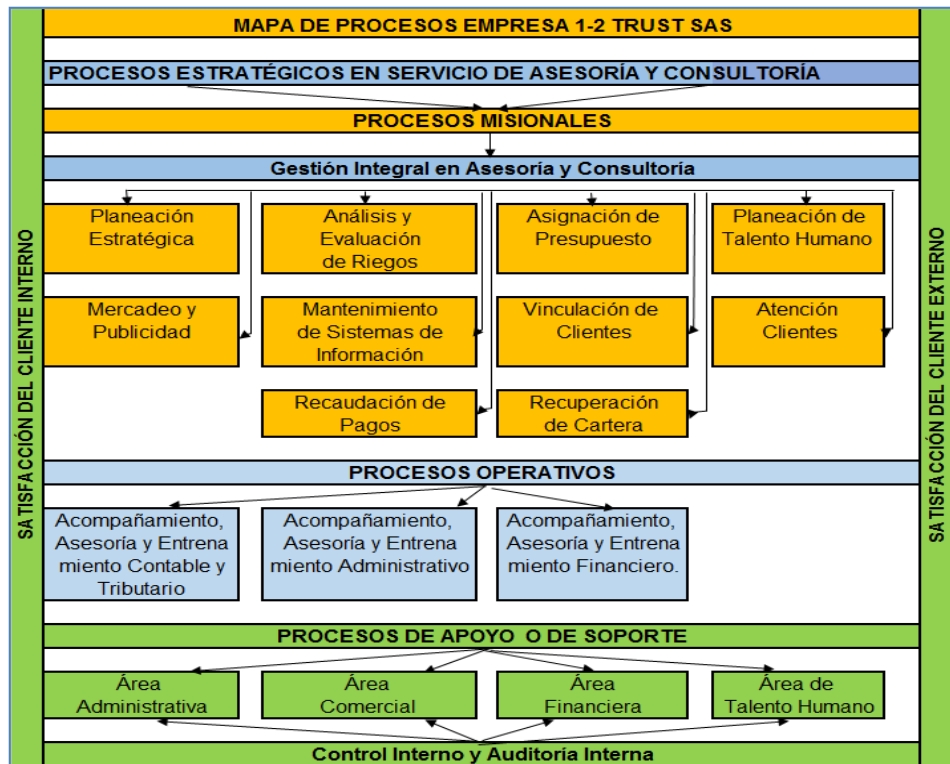 MAPA DE PROCESOS EMPRESA 1-2 TRUST SAS
PROCESOS ESTRATÉGICOS EN SERVICIO DE ASESORÍA Y CONSULTORÍA
PROCESOS MISIONALES
Gestión Integral en Asesoría y Consultoría
Planeación
Estratégica
Análisis y
Evaluación
de Riegos
Asignación de
Presupuesto
Planeación de
Talento Humano
Mercadeo y
Publicidad
Mantenimiento
de Sistemas de
Información
Vinculación de
Clientes
Atención
Clientes
Recaudación de
Pagos
Recuperación
de Cartera
PROCESOS OPERATIVOS
Acompañamiento,
Asesoría y Entrena
miento Contable y
Tributario
Acompañamiento,
Asesoría y Entrena
miento Administrativo
Acompañamiento,
Asesoría y Entrena
miento Financiero.
PROCESOS DE APOYO O DE SOPORTE
Área
Administrativa
Área
Comercial
Área
Financiera
Área de
Talento Humano
Control Interno y Auditoría Interna
SATISFACCIÓN DEL CLIENTE INTERNO
SATISFACCIÓN DEL CLIENTE EXTERNO